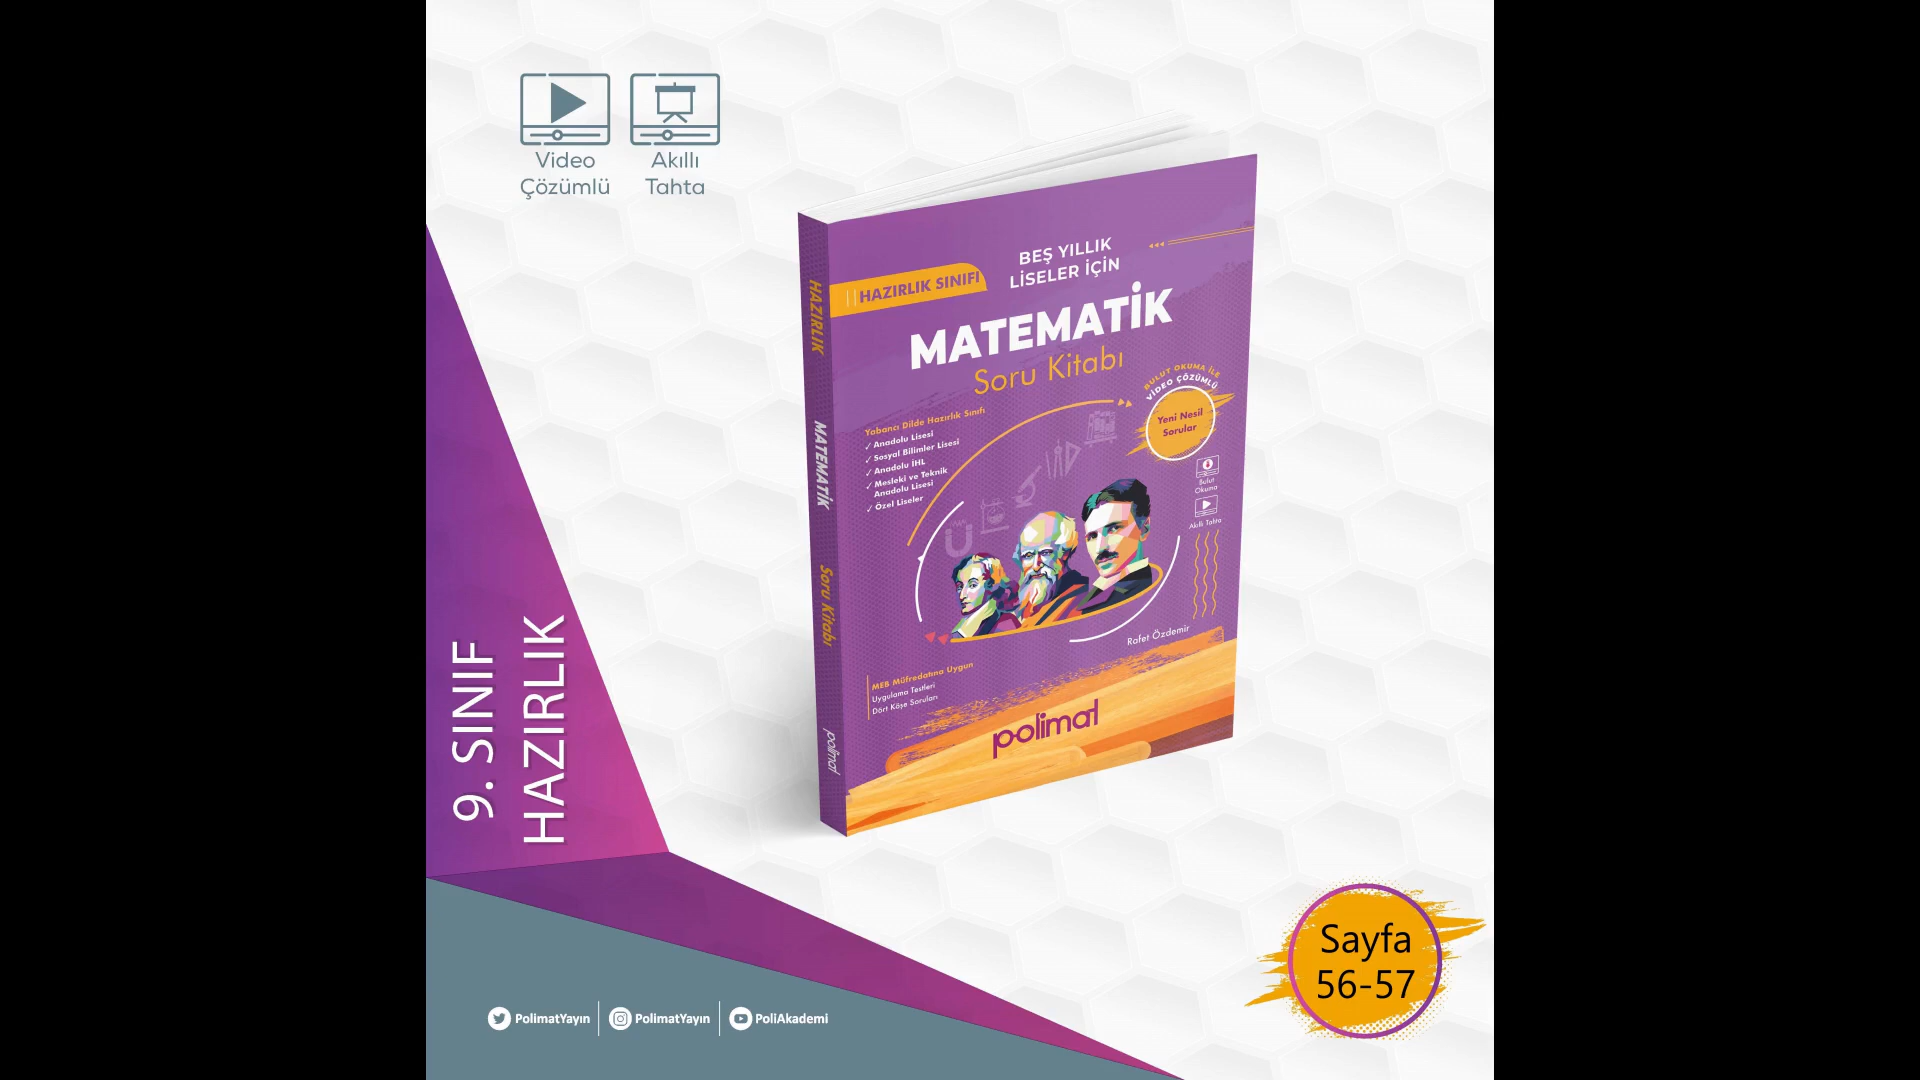 Video
Çözümlü
Akıllı
Tahta
BEŞ YILLIK
LİSELER İÇİN
HAZIRLIK SINIFI
MATEMATİK
Soru Kitabı
BULUT OKUMA İLE
VİDEO ÇÖZÜMLÜ
Yeni Nesil
Sorular
Yabancı Dilde Hazırlık Sınıfı
✓ Anadolu Lisesi
✓ Sosyal Bilimler Lisesi
✓ Anadolu İHL
✓ Mesleki ve Teknik
Anadolu Lisesi
✓ Özel Liseler
Bulut
Okuma
Akıllı Tahta
Rafet Özdemir
MEB Müfredatına Uygun
Uygulama Testleri
Dört Köşe Soruları
polimat
HAZIRLIK
MATEMATİK
Soru Kitabı
polimat
9. SINIF
HAZIRLIK
Sayfa
56-57
PolimatYayın
PolimatYayın
PoliAkademi